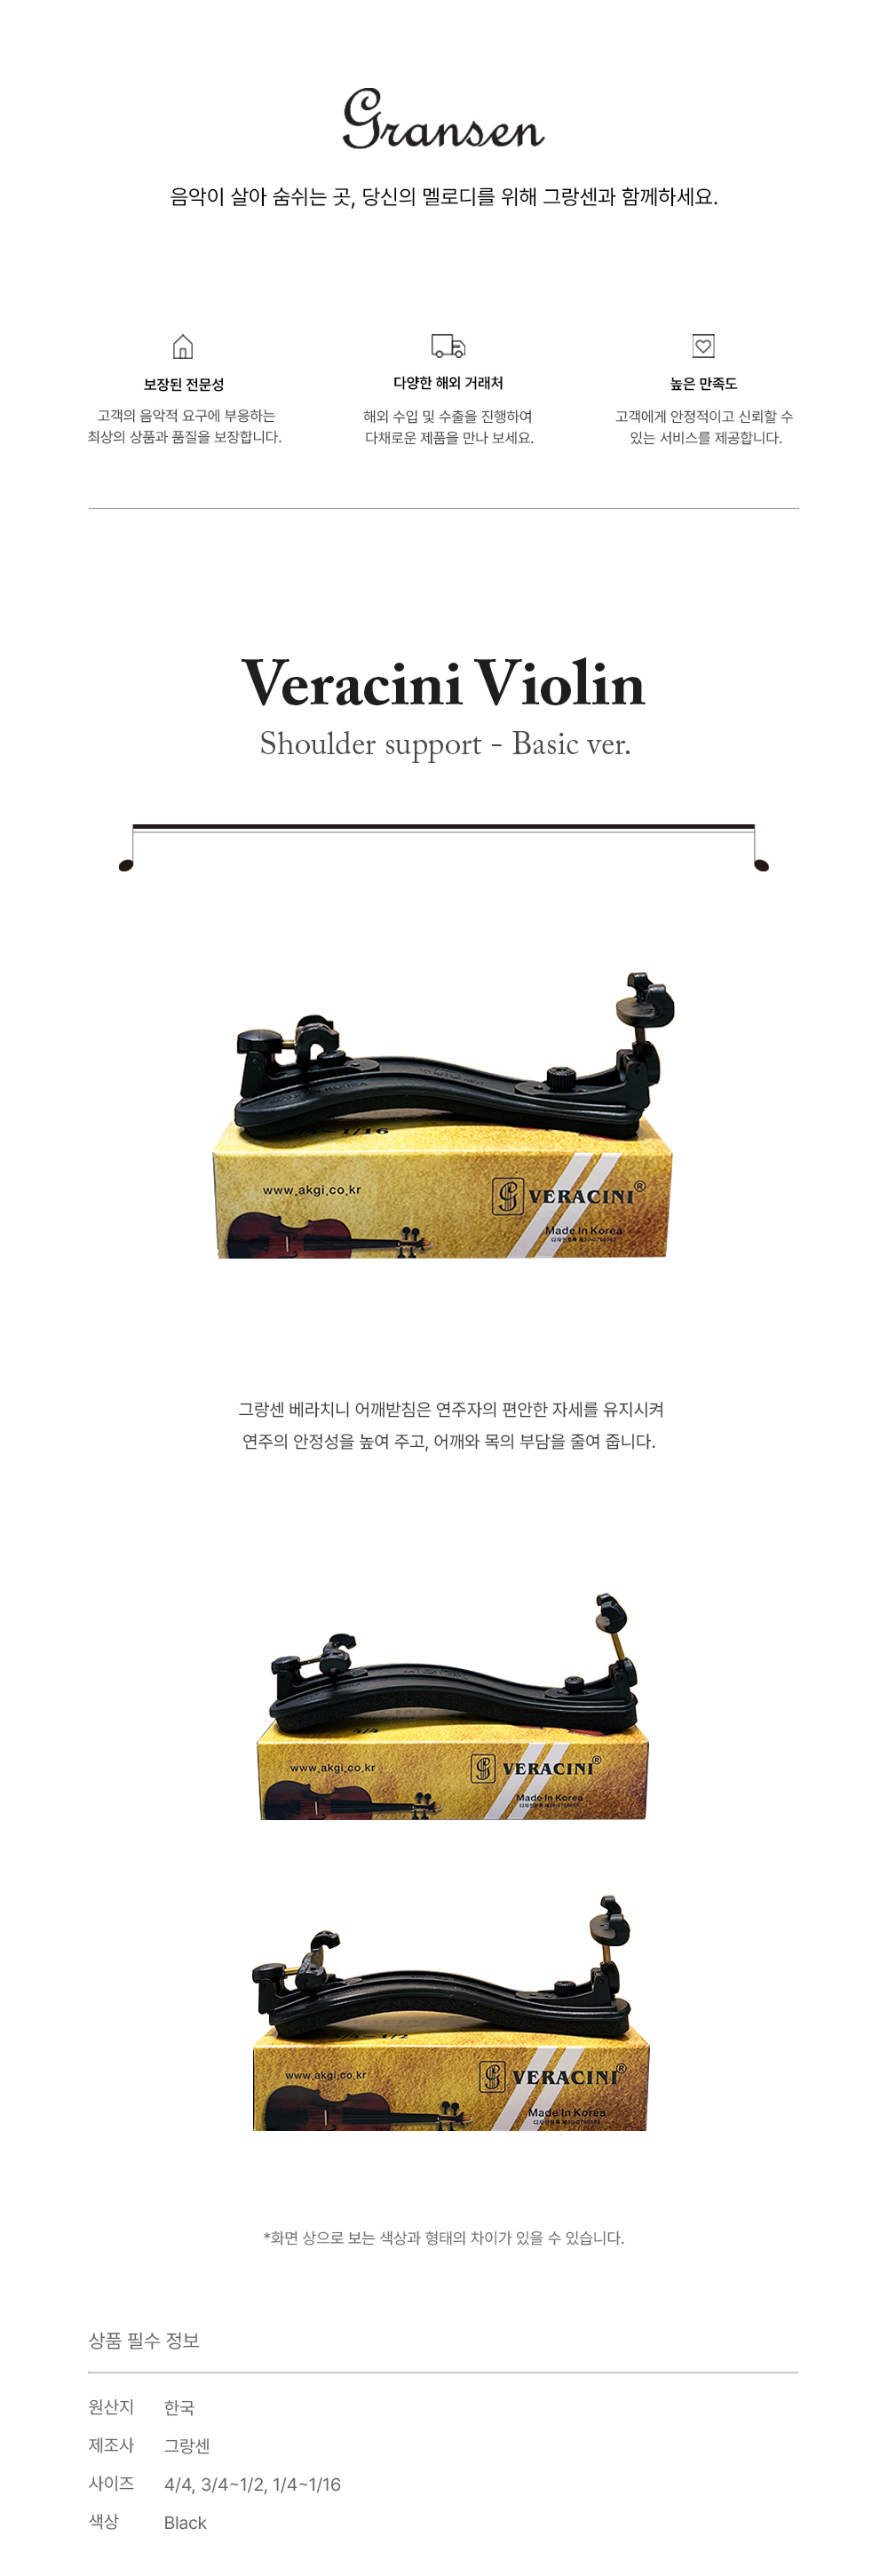 Gransen
음악이 살아 숨쉬는 곳, 당신의 멜로디를 위해 그랑센과 함께하세요.
보장된 전문성
고객의 음악적 요구에 부응하는
최상의 상품과 품질을 보장합니다.
다양한 해외 거래처
해외 수입 및 수출을 진행하여
다채로운 제품을 만나 보세요.
높은 만족도
고객에게 안정적이고 신뢰할 수
있는 서비스를 제공합니다.
Veracini Violin
Shoulder support - Basic ver.
1/16
www.akgi.co.kr
VERACINI®
Made In Korea
그랑센 베라치니 어깨받침은 연주자의 편안한 자세를 유지시켜
연주의 안정성을 높여 주고, 어깨와 목의 부담을 줄여 줍니다.
4/4
www.akgi.co.kr
VERACINI®
Made In Korea
www.akgi.co.kr
VERACINI®
Made In Korea
*화면 상으로 보는 색상과 형태의 차이가 있을 수 있습니다.
상품 필수 정보
원산지 한국
제조사 그랑센
사이즈 4/4, 3/4~1/2, 1/4~1/16
색상 Black